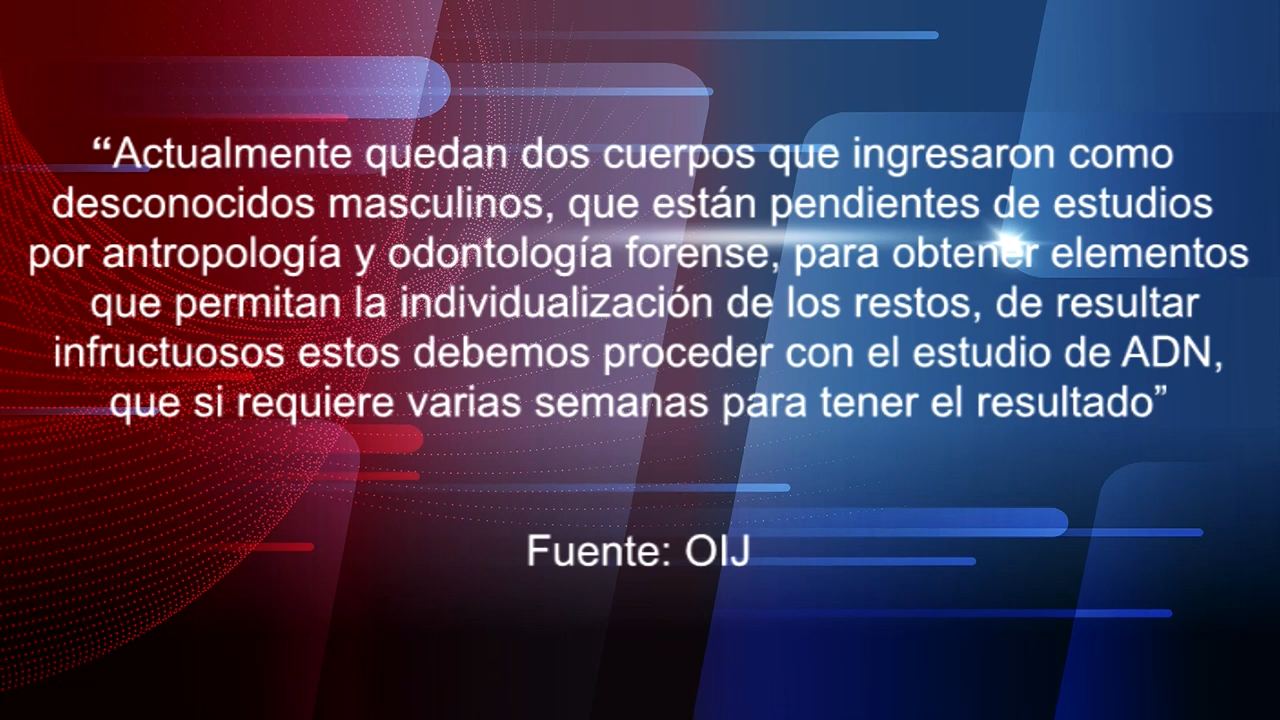 “Actualmente quedan dos cuerpos que ingresaron como
desconocidos masculinos, que están pendientes de estudios
por antropología y odontología forense, para obtener elementos
que permitan la individualización de los restos, de resultar
infructuosos estos debemos proceder con el estudio de ADN,
que si requiere varias semanas para tener el resultado”
Fuente: OIJ